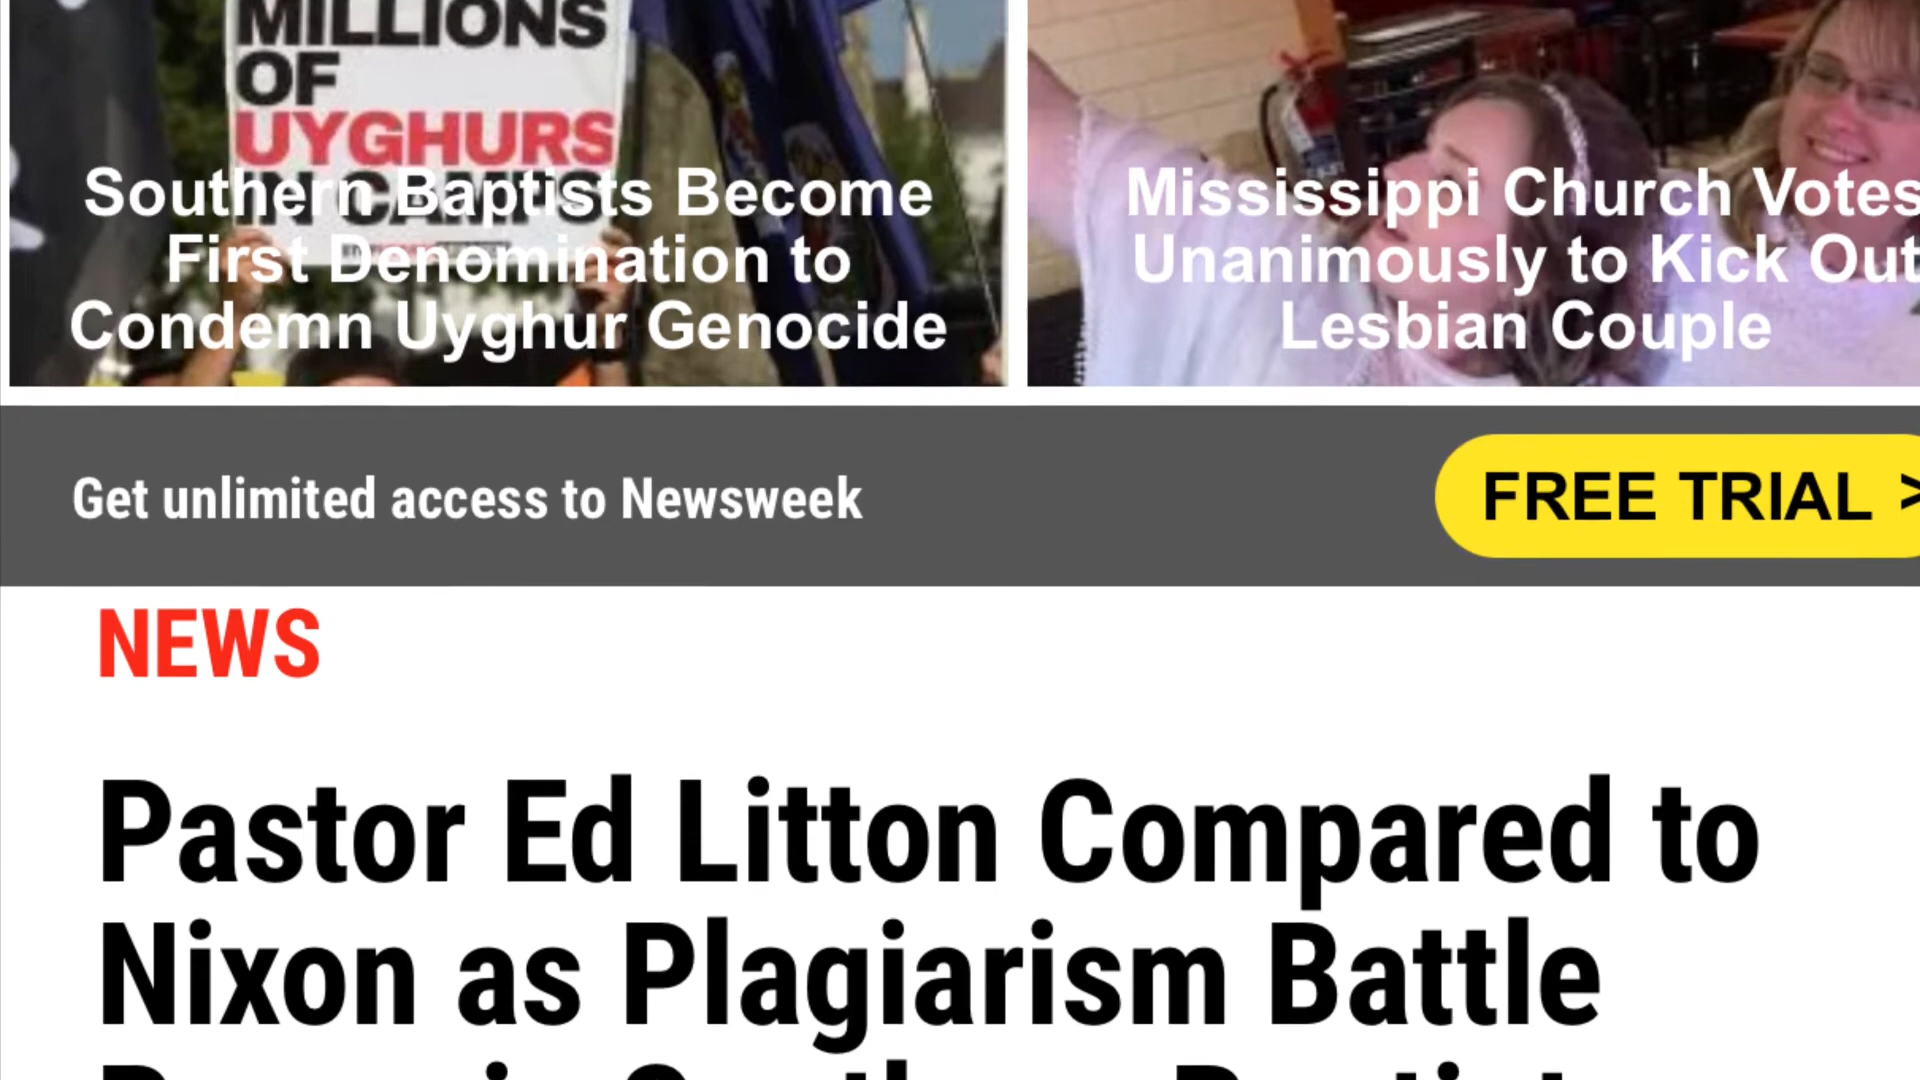 MILLIONS
OF
UYGHURS
IN CAMPS
Southern Baptists Become
First Denomination to
Condemn Uyghur Genocide
Mississippi Church Votes
Unanimously to Kick Out
Lesbian Couple
Get unlimited access to Newsweek
FREE TRIAL >
NEWS
Pastor Ed Litton Compared to
Nixon as Plagiarism Battle